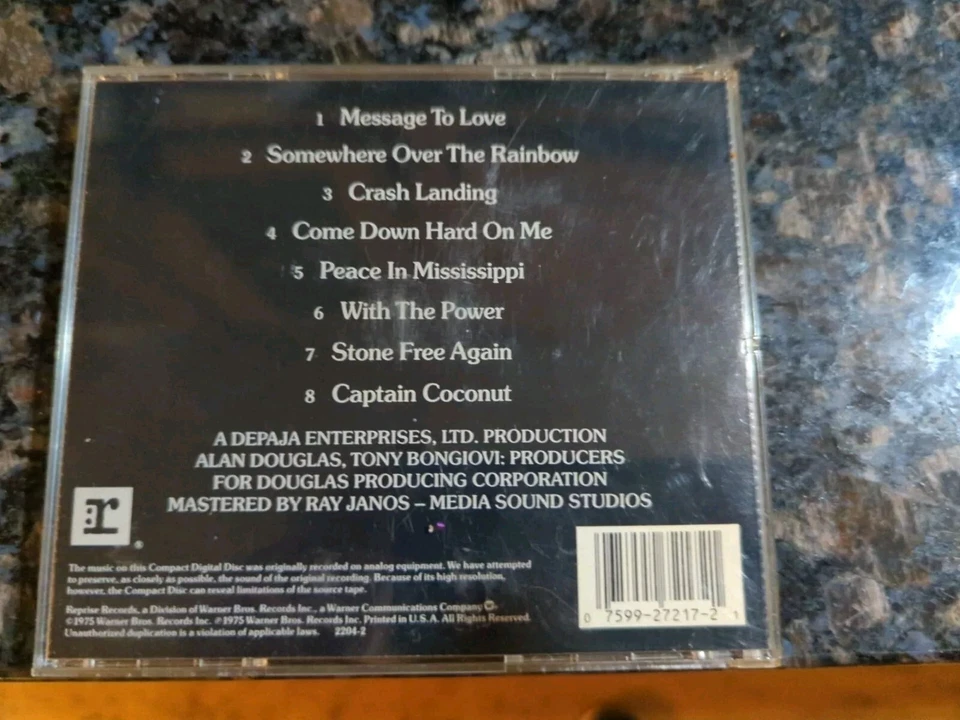 1 Message To Love
2 Somewhere Over The Rainbow
3 Crash Landing
4 Come Down Hard On Me
5 Peace In Mississippi
6 With The Power
7 Stone Free Again
8 Captain Coconut
A DEPAJA ENTERPRISES, LTD. PRODUCTION
ALAN DOUGLAS, TONY BONGIOVI: PRODUCERS
FOR DOUGLAS PRODUCING CORPORATION
MASTERED BY RAY JANOS – MEDIA SOUND STUDIOS
r
®
The music on this Compact Digital Disc was originally recorded on analog equipment. We have attempted
to preserve, as closely as possible, the sound of the original recording. Because of its high resolution,
however, the Compact Disc can reveal limitations of the source tape.
Reprise Records, a Division of Warner Bros. Records Inc., a Warner Communications Company
©1975 Warner Bros. Records Inc. ℗1975 Warner Bros. Records Inc. Printed in U.S.A. All Rights Reserved.
Unauthorized duplication is a violation of applicable laws. 2204-2
0 7599-27217-2 1